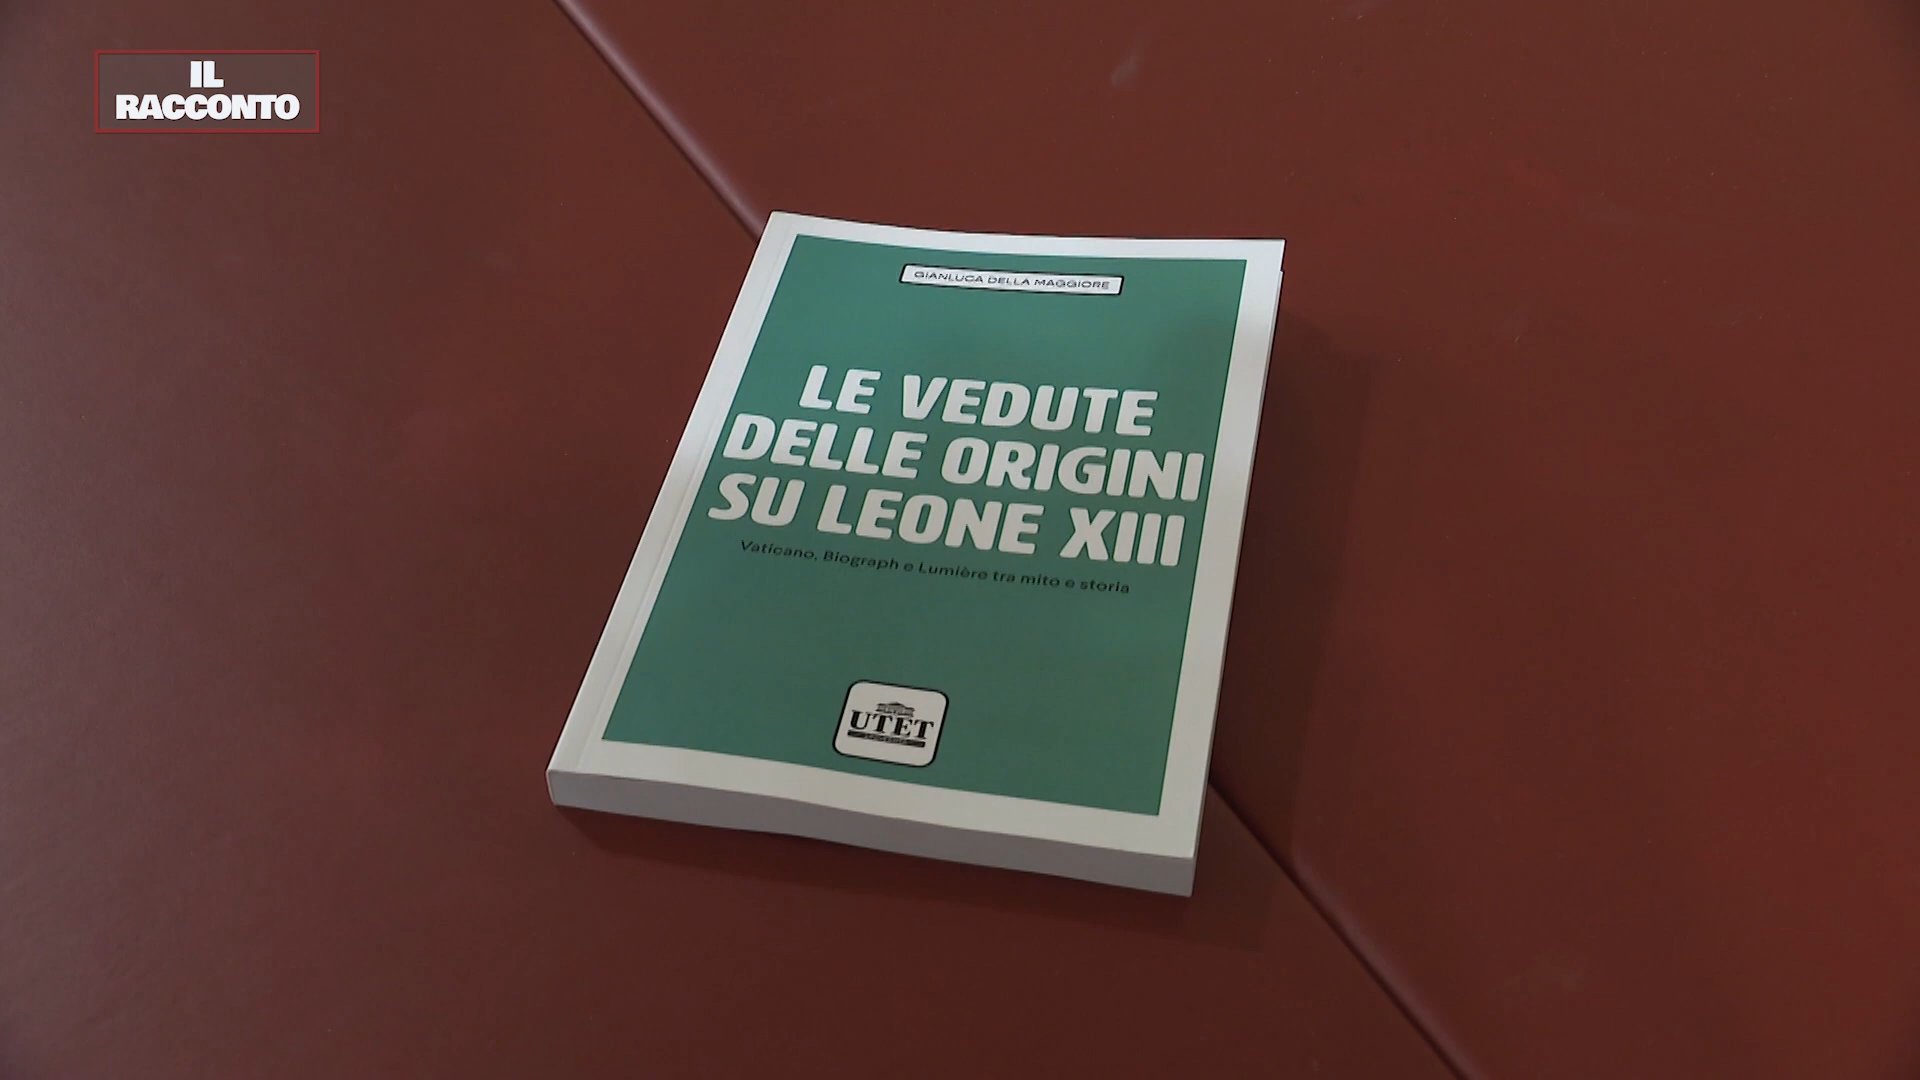 IL
RACCONTO
GIANLUCA DELLA MAGGIORE
LE VEDUTE
DELLE ORIGINI
SU LEONE XIII
Vaticano, Biograph e Lumière tra mito e storia
UTET